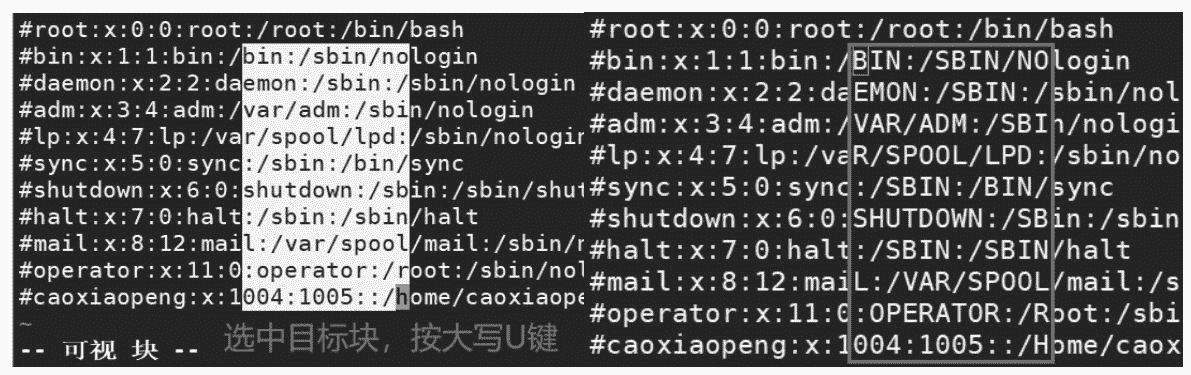 #root:x:0:0:root:/root:/bin/bash
#bin:x:1:1:bin:/bin:/sbin/nologin
#daemon:x:2:2:daemon:/sbin:/sbin/nologin
#adm:x:3:4:adm:/var/adm:/sbin/nologin
#lp:x:4:7:lp:/var/spool/lpd:/sbin/nologin
#sync:x:5:0:sync:/sbin:/bin/sync
#shutdown:x:6:0:shutdown:/sbin:/sbin/shut
#halt:x:7:0:halt:/sbin:/sbin/halt
#mail:x:8:12:mail:/var/spool/mail:/sbin/n
#operator:x:11:0:operator:/root:/sbin/nol
#caoxiaopeng:x:1004:1005::/home/caoxiaope
~
-- 可视 块 --
选中目标块，按大写U键
#root:x:0:0:root:/root:/bin/bash
#bin:x:1:1:bin:/BIN:/SBIN/NOlogin
#daemon:x:2:2:daEMON:/SBIN:/sbin/nol
#adm:x:3:4:adm:/VAR/ADM:/SBIn/nologi
#lp:x:4:7:lp:/vaR/SPOOL/LPD:/sbin/no
#sync:x:5:0:sync:/SBIN:/BIN/sync
#shutdown:x:6:0:SHUTDOWN:/SBin:/sbin
#halt:x:7:0:halt:/SBIN:/SBIN/halt
#mail:x:8:12:maiL:/VAR/SPOOL/mail:/s
#operator:x:11:0:OPERATOR:/Root:/sbi
#caoxiaopeng:x:1004:1005::/Home/caox